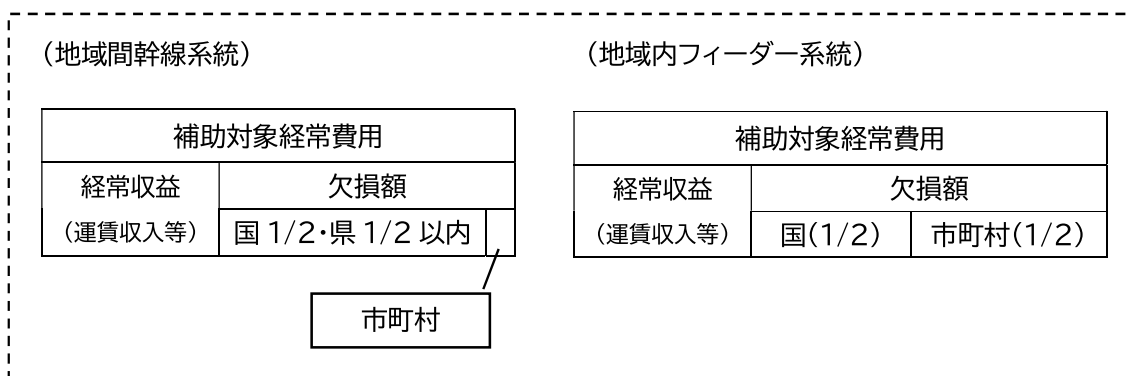 （地域間幹線系統）
補助対象経常費用
経常収益
（運賃収入等）
欠損額
国 1/2・県 1/2 以内
市町村
（地域内フィーダー系統）
補助対象経常費用
経常収益
（運賃収入等）
欠損額
国（1/2）
市町村（1/2）